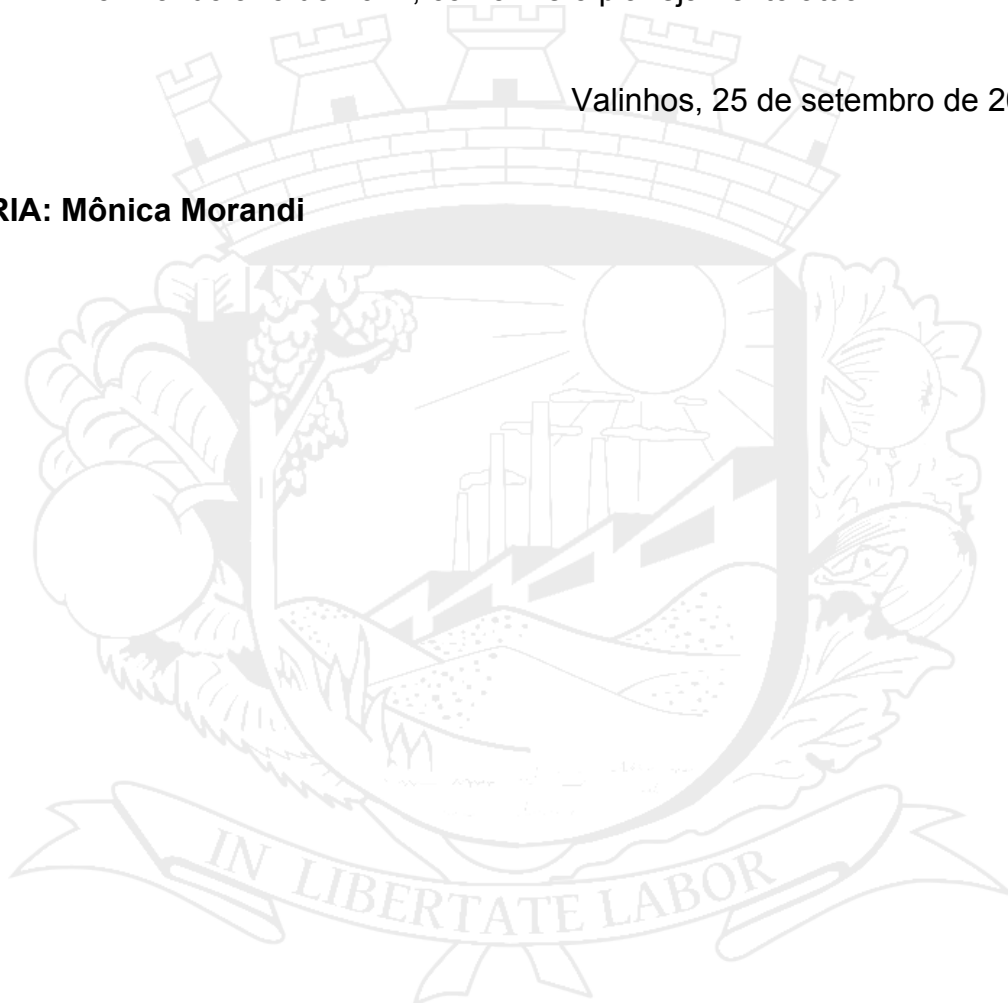 Valinhos, 25 de setembro de 20
RIA: Mônica Morandi
IN LIBERTATE LABOR